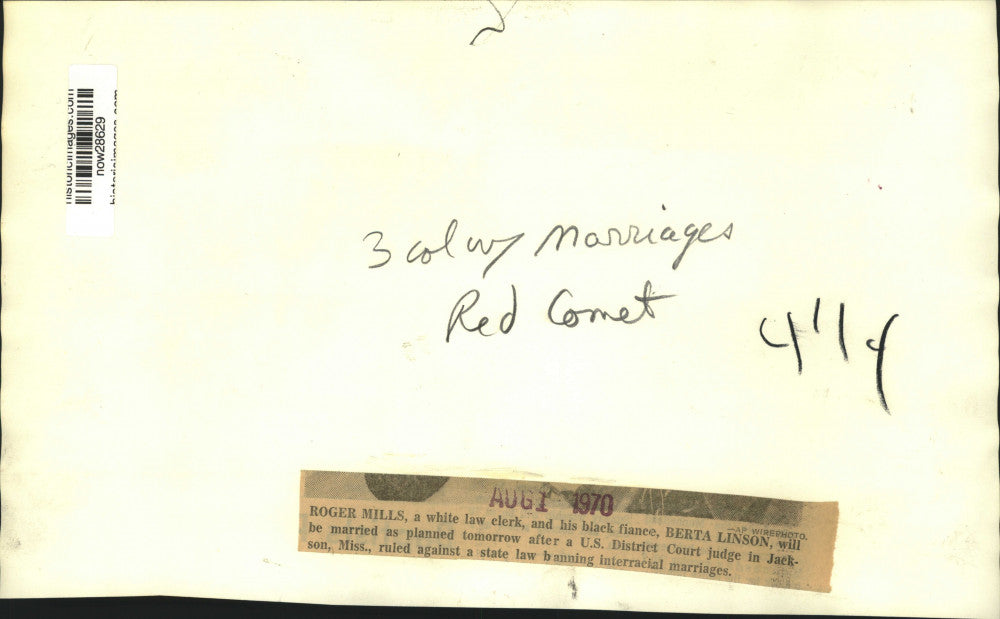 historicimages.com
now28629
historicimages.com
3 col w/ Marriages
Red Comet
AUG 1 1970
—AP WIREPHOTO.
ROGER MILLS, a white law clerk, and his black fiance, BERTA LINSON, will
be married as planned tomorrow after a U.S. District Court judge in Jack-
son, Miss., ruled against a state law banning interracial marriages.